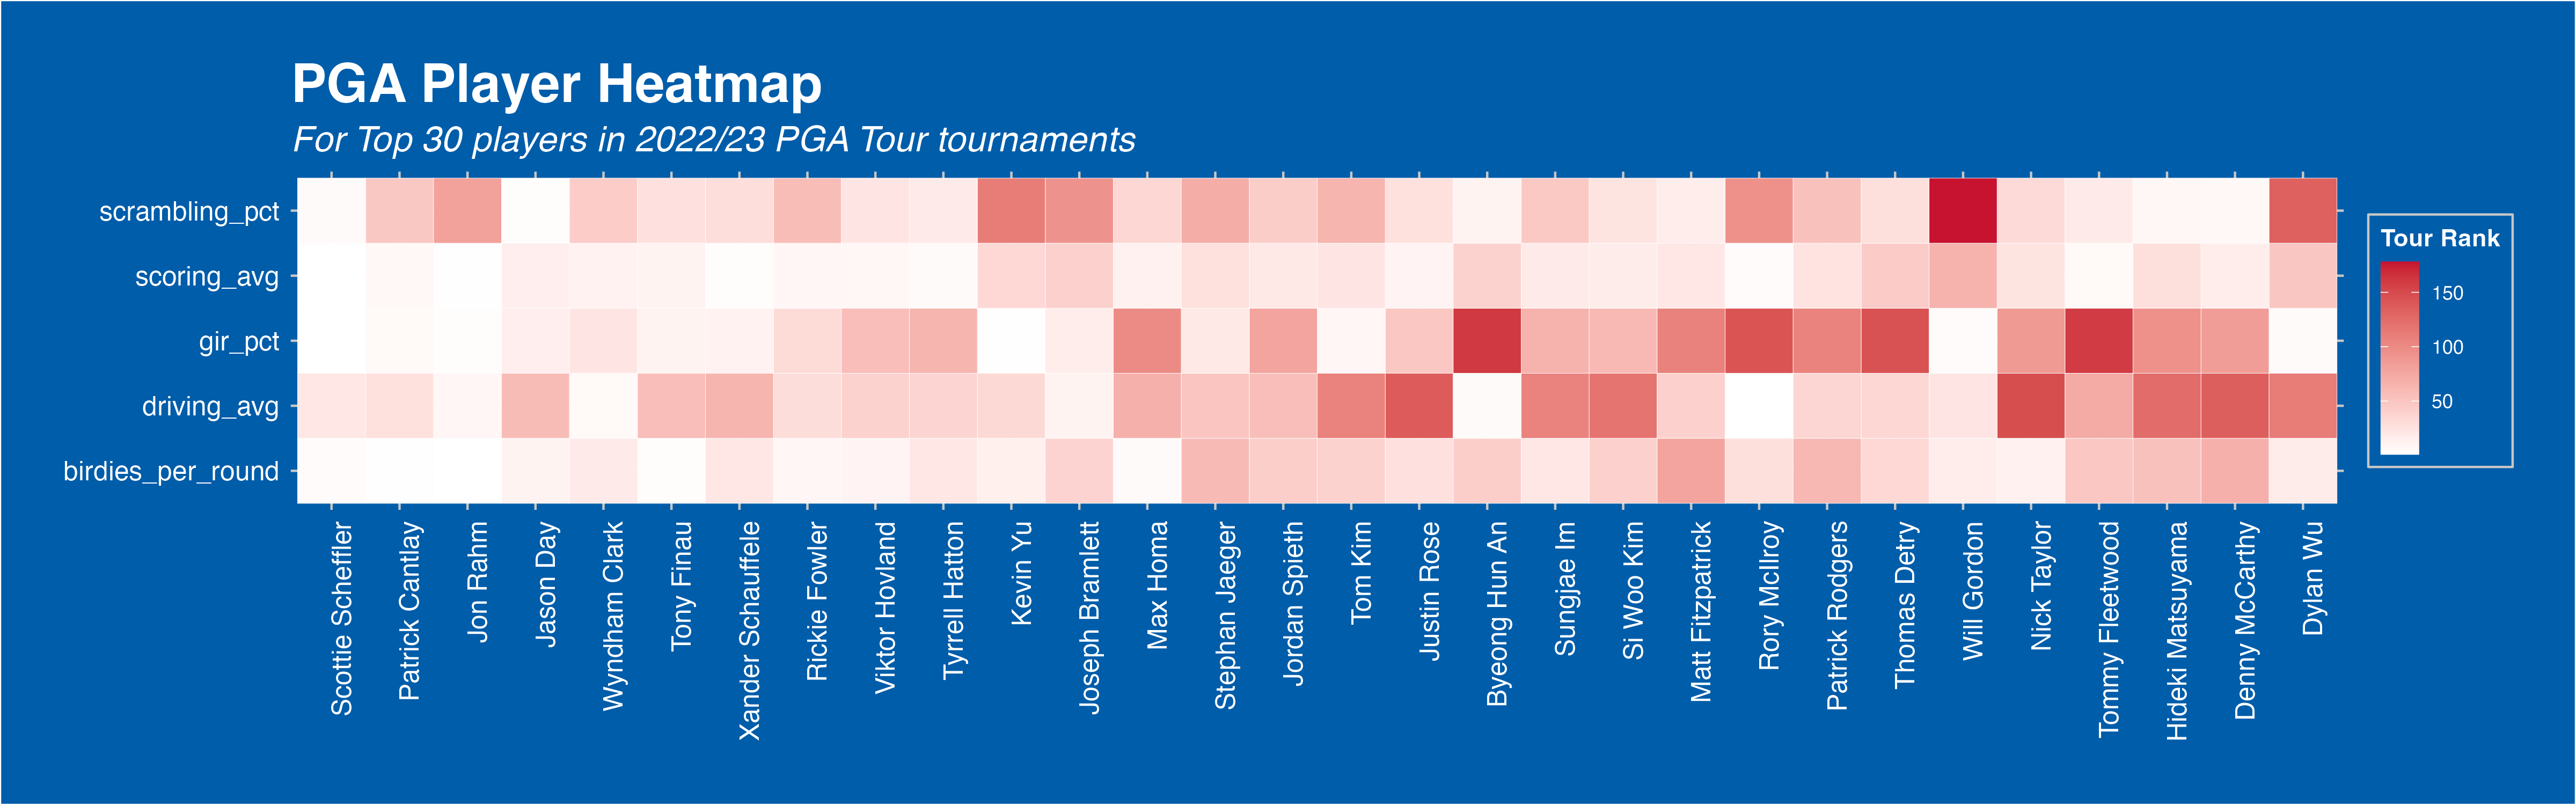 PGA Player Heatmap
For Top 30 players in 2022/23 PGA Tour tournaments
scrambling_pct
scoring_avg
gir_pct
driving_avg
birdies_per_round
Scottie Scheffler
Patrick Cantlay
Jon Rahm
Jason Day
Wyndham Clark
Tony Finau
Xander Schauffele
Rickie Fowler
Viktor Hovland
Tyrrell Hatton
Kevin Yu
Joseph Bramlett
Max Homa
Stephan Jaeger
Jordan Spieth
Tom Kim
Justin Rose
Byeong Hun An
Sungjae Im
Si Woo Kim
Matt Fitzpatrick
Rory McIlroy
Patrick Rodgers
Thomas Detry
Will Gordon
Nick Taylor
Tommy Fleetwood
Hideki Matsuyama
Denny McCarthy
Dylan Wu
Tour Rank
150
100
50